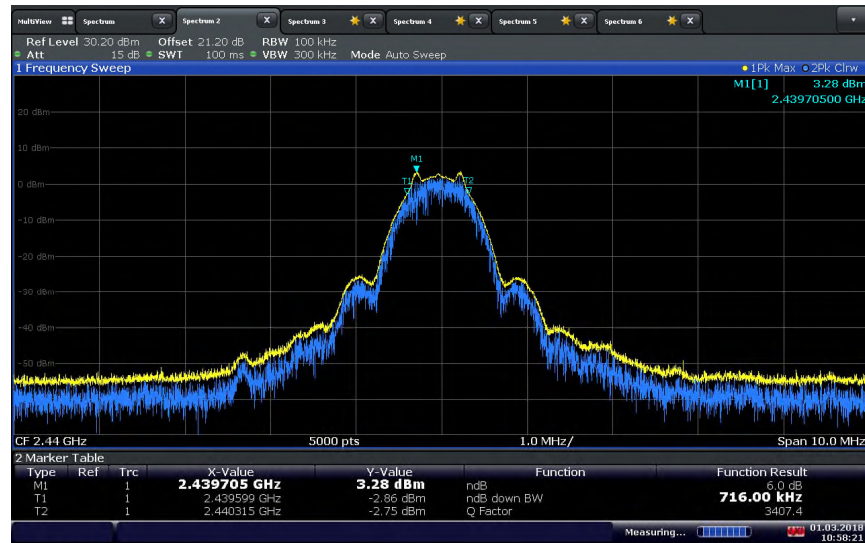 MultiView Spectrum X Spectrum 2 X Spectrum 3 X Spectrum 4 X Spectrum 5 X Spectrum 6 X
Ref Level 30.20 dBm Offset 21.20 dB RBW 100 kHz
Att 15 dB SWT 100 ms VBW 300 kHz Mode Auto Sweep
1 Frequency Sweep 1Pk Max 2Pk Clrw
M1[1] 3.28 dBm
2.43970500 GHz
20 dBm
10 dBm
M1
0 dBm
T1 T2
-10 dBm
-20 dBm
-30 dBm
-40 dBm
-50 dBm
CF 2.44 GHz 5000 pts 1.0 MHz/ Span 10.0 MHz
2 Marker Table
Type Ref Trc X-Value Y-Value Function Function Result
M1 1 2.439705 GHz 3.28 dBm ndB 6.0 dB
T1 1 2.439599 GHz -2.86 dBm ndB down BW 716.00 kHz
T2 1 2.440315 GHz -2.75 dBm Q Factor 3407.4
Measuring... 01.03.2018
10:58:21